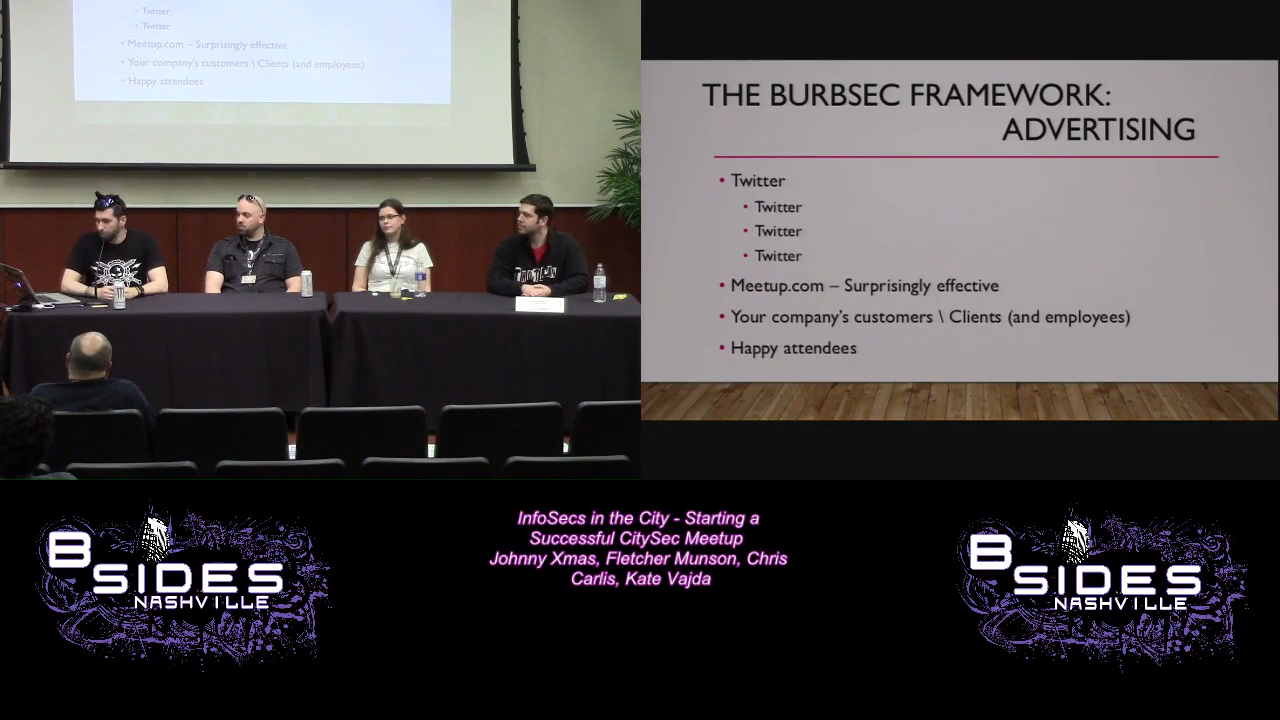 Twitter
Twitter
Meetup.com – Surprisingly effective
Your company's customers \ Clients (and employees)
Happy attendees
THE BURBSEC FRAMEWORK:
ADVERTISING
Twitter
Twitter
Twitter
Twitter
Meetup.com – Surprisingly effective
Your company's customers \ Clients (and employees)
Happy attendees
InfoSecs in the City - Starting a
Successful CitySec Meetup
Johnny Xmas, Fletcher Munson, Chris
Carlis, Kate Vajda
B
SIDES
NASHVILLE
B
SIDES
NASHVILLE